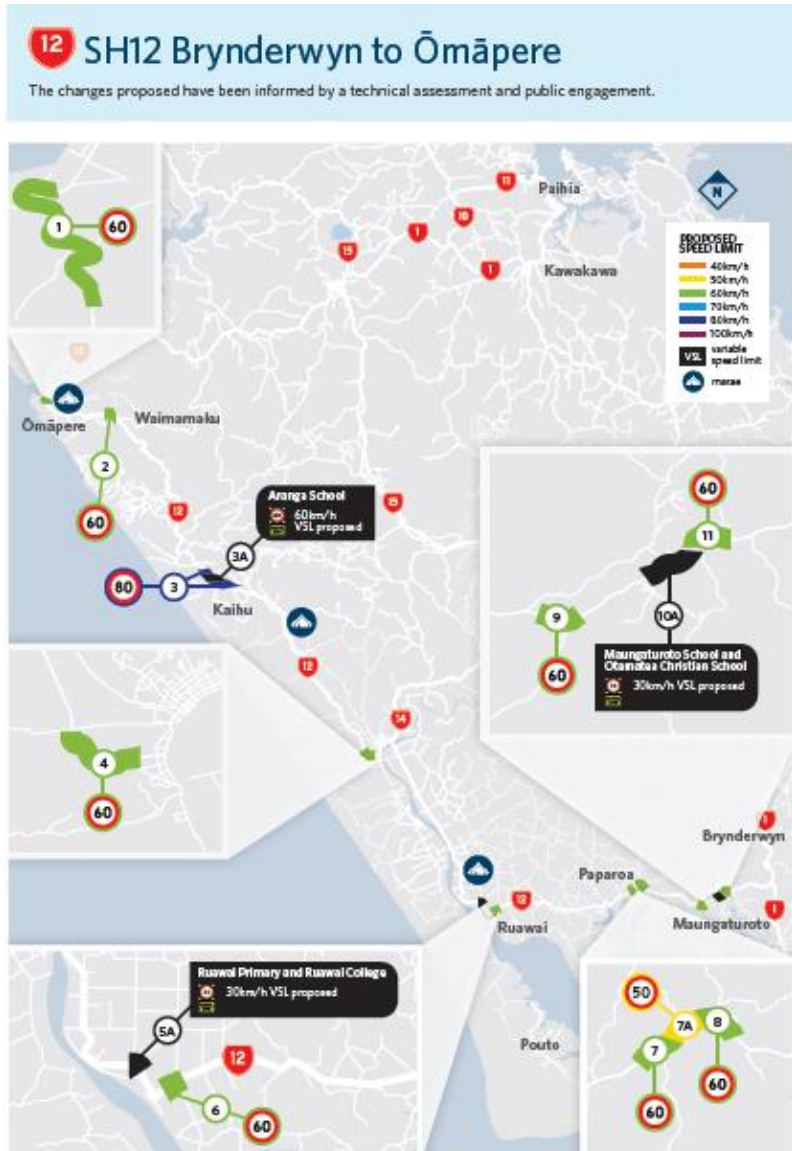 12 SH12 Brynderwyn to Ōmāpere
The changes proposed have been informed by a technical assessment and public engagement.
1 60
11
Paihia
10
1
15
1
Kawakawa
N
PROPOSED
SPEED LIMIT
40km/h
50km/h
60km/h
70km/h
80km/h
100km/h
VSL variable
speed limit
marae
12
Ōmāpere
Waimamaku
2
60
12
15
Aranga School
60km/h
VSL proposed
3A
80 3
Kaihu
12
14
60
11
9
60
10A
Maungaturoto School and
Otamatea Christian School
30km/h VSL proposed
4
60
1
Brynderwyn
Paparoa
12
Ruawai
Maungaturoto
1
Ruawai Primary and Ruawai College
30km/h VSL proposed
5A
12
6 60
Pouto
50
7A 8
7
60
60